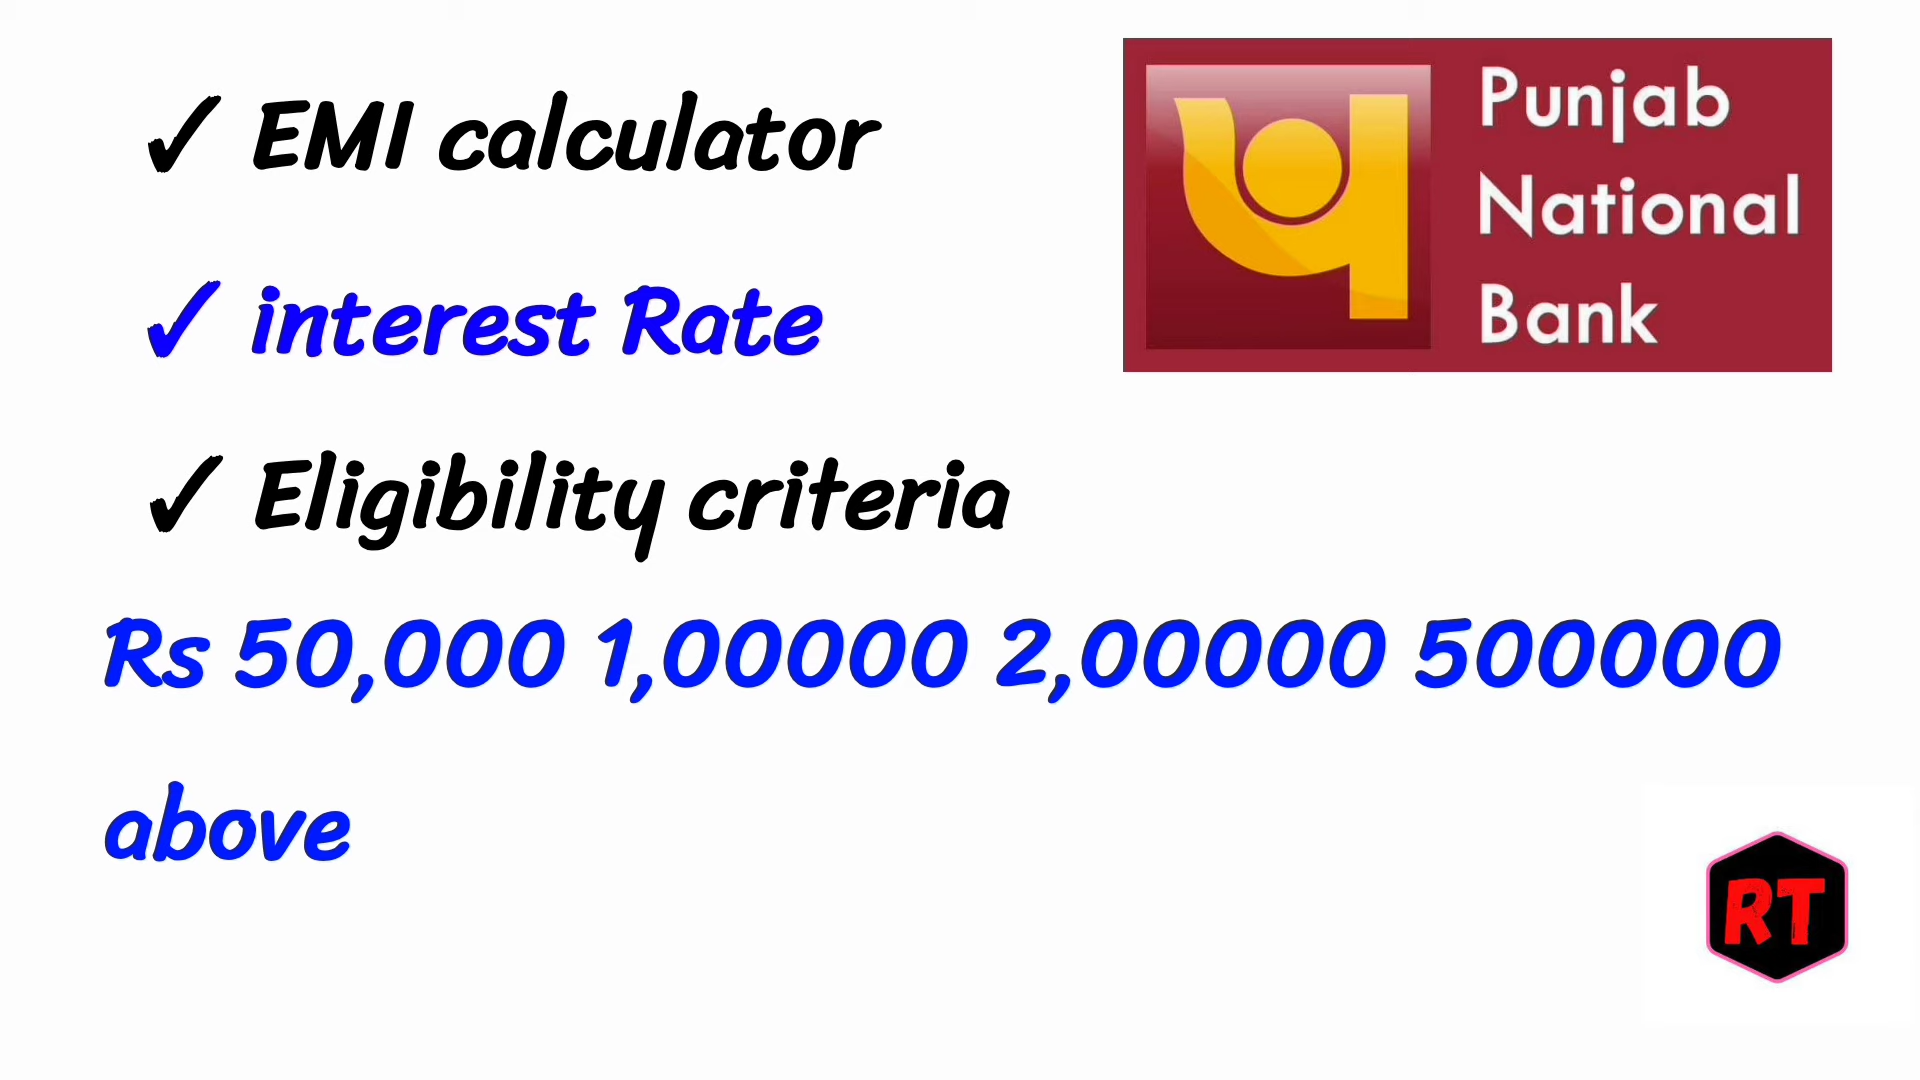 ✓ EMI calculator
✓ interest Rate
✓ Eligibility criteria
Rs 50,000 1,00000 2,00000 500000
above
Punjab
National
Bank
RT